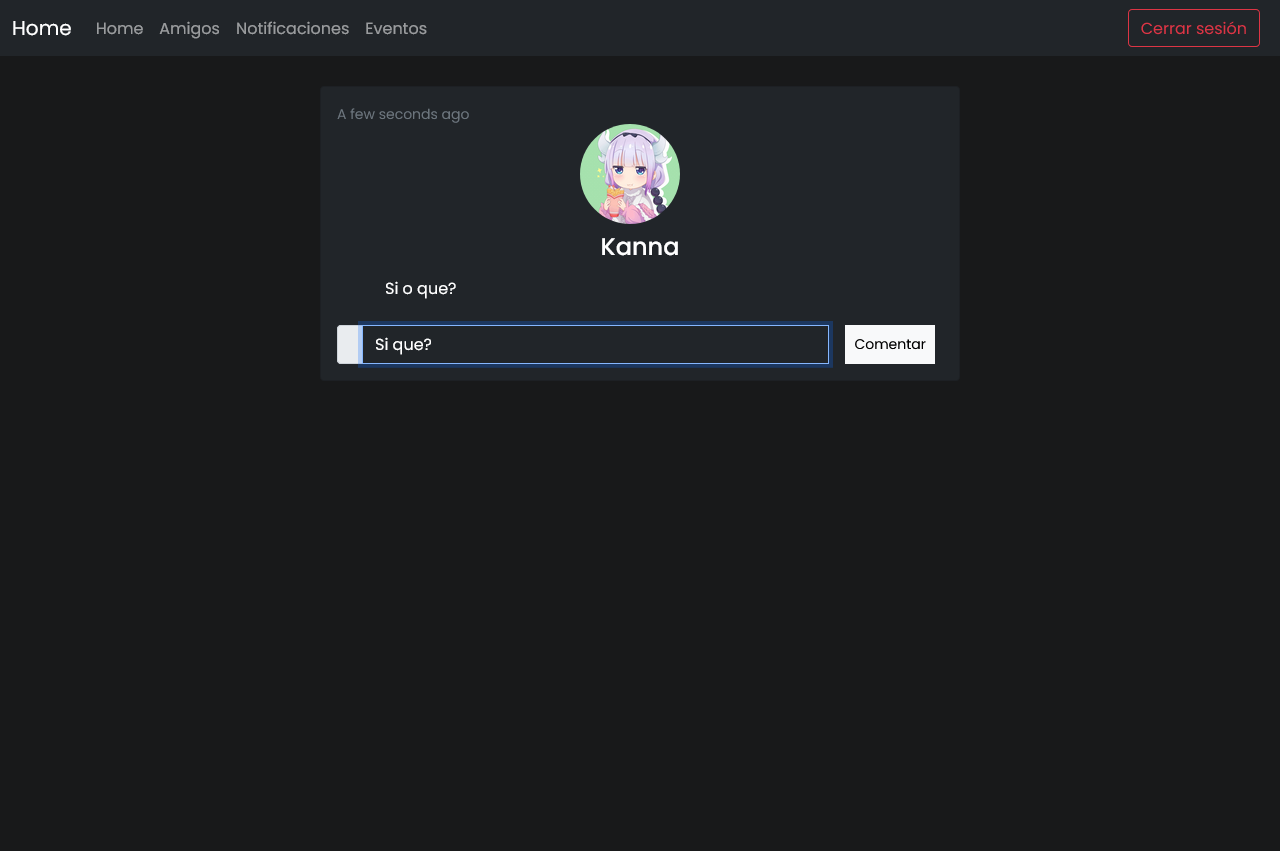 Home Home Amigos Notificaciones Eventos Cerrar sesión
A few seconds ago
Kanna
Si o que?
Si que? Comentar